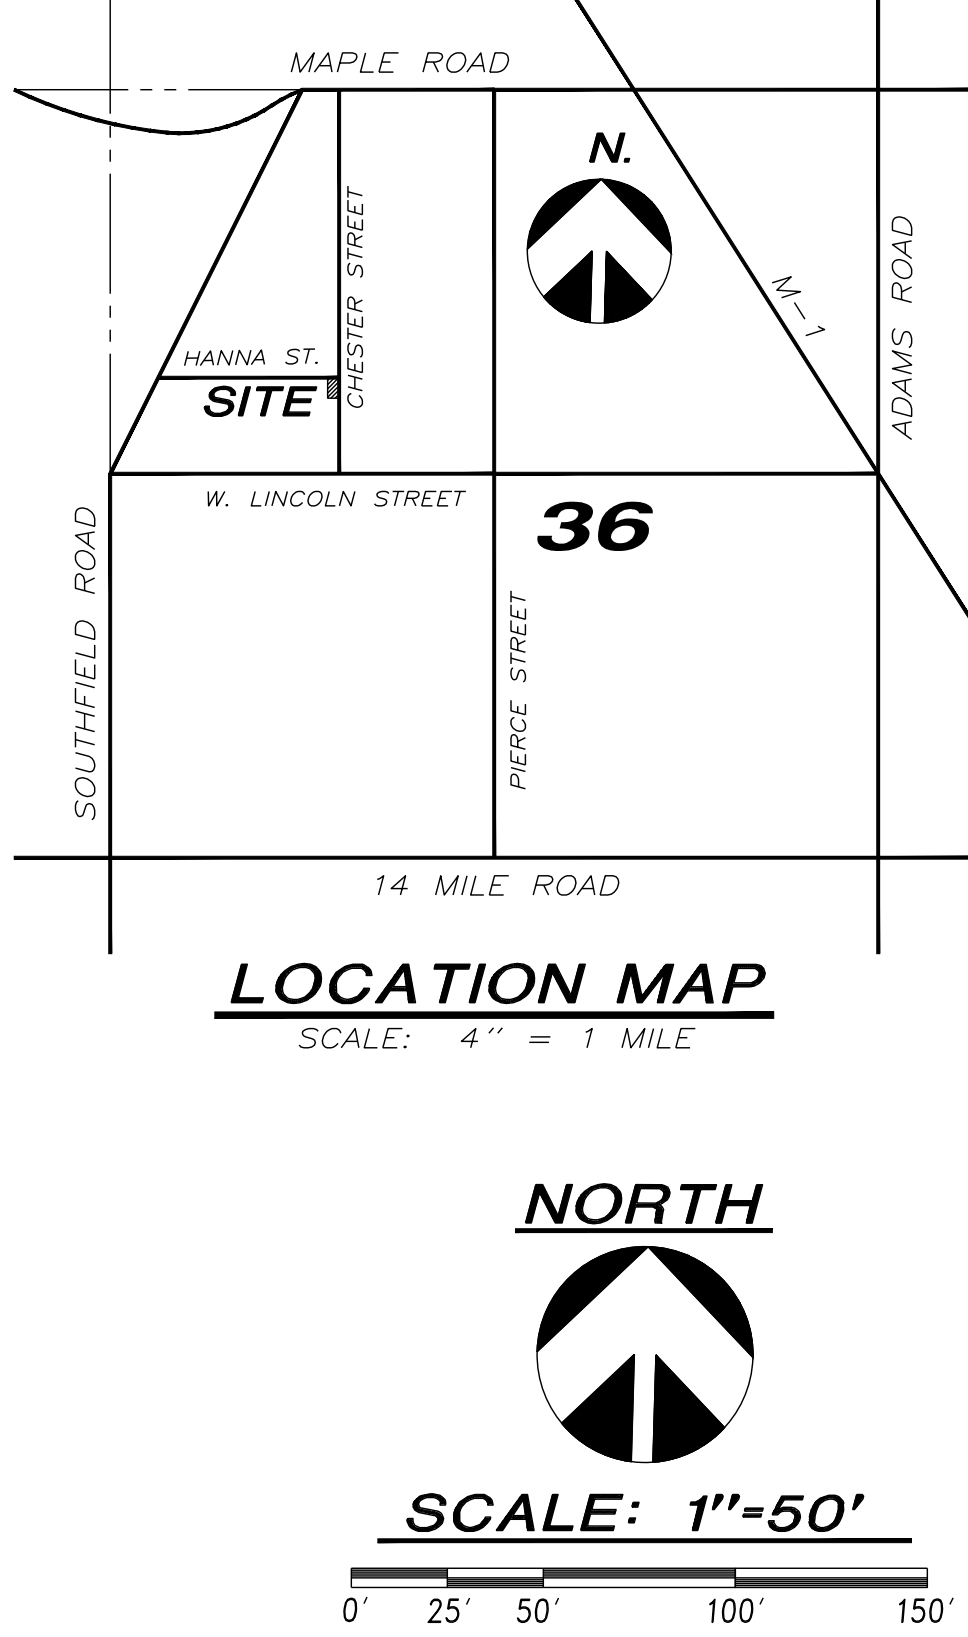 MAPLE ROAD
N.
CHESTER STREET
M-1
ADAMS ROAD
HANNA ST.
SITE
W. LINCOLN STREET
36
SOUTHFIELD ROAD
PIERCE STREET
14 MILE ROAD
LOCATION MAP
SCALE: 4" = 1 MILE
NORTH
SCALE: 1"=50'
0' 25' 50' 100' 150'